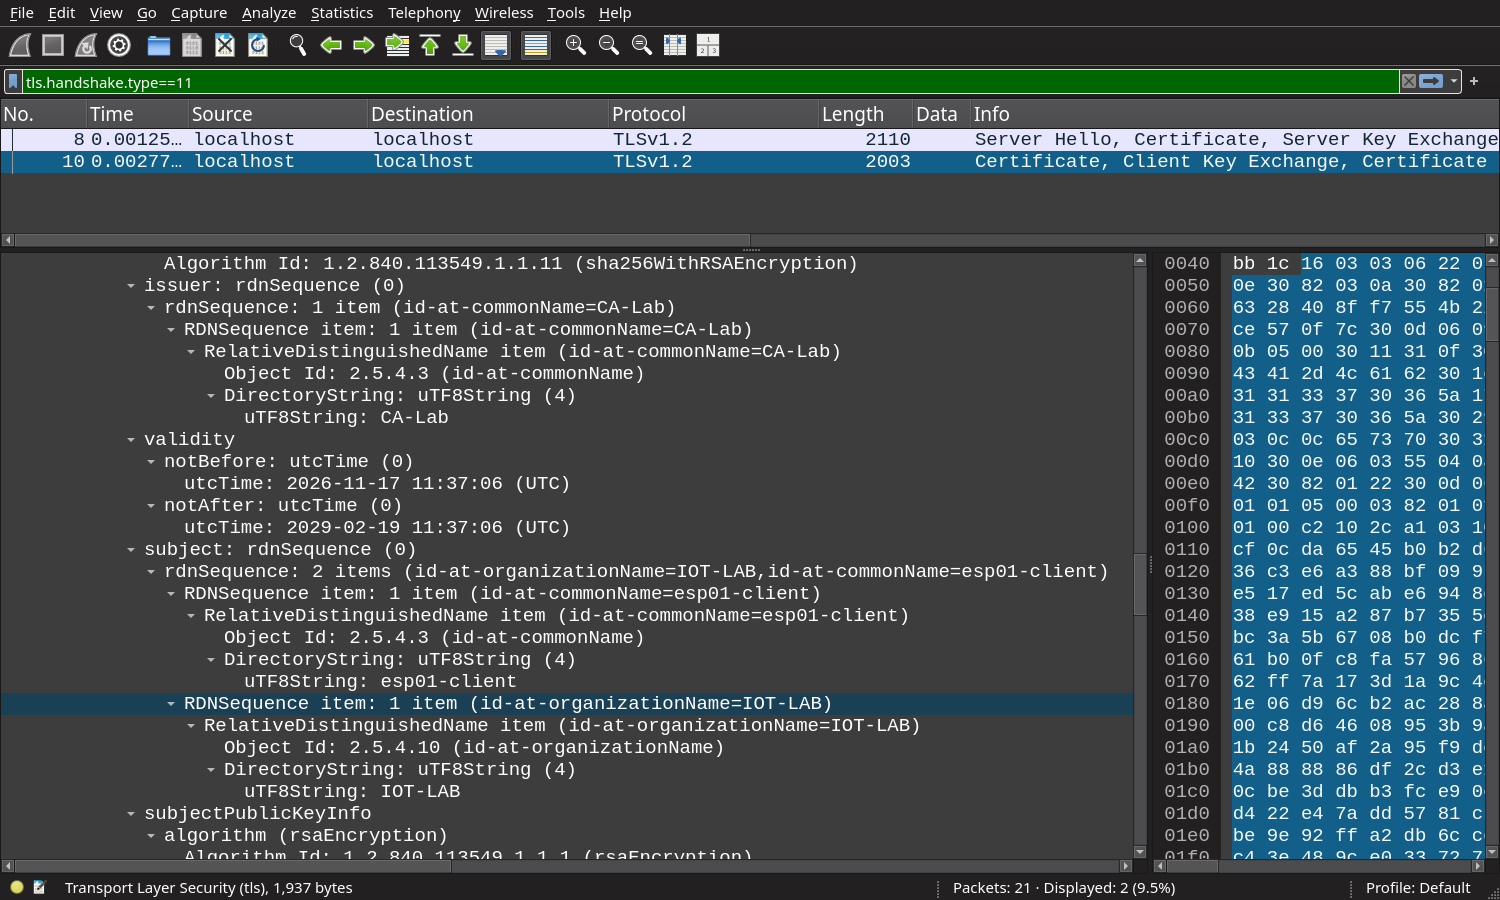 File Edit View Go Capture Analyze Statistics Telephony Wireless Tools Help
tls.handshake.type==11
No. Time Source Destination Protocol Length Data Info
8 0.00125… localhost localhost TLSv1.2 2110 Server Hello, Certificate, Server Key Exchange
10 0.00277… localhost localhost TLSv1.2 2003 Certificate, Client Key Exchange, Certificate
Algorithm Id: 1.2.840.113549.1.1.11 (sha256WithRSAEncryption)
issuer: rdnSequence (0)
rdnSequence: 1 item (id-at-commonName=CA-Lab)
RDNSequence item: 1 item (id-at-commonName=CA-Lab)
RelativeDistinguishedName item (id-at-commonName=CA-Lab)
Object Id: 2.5.4.3 (id-at-commonName)
DirectoryString: uTF8String (4)
uTF8String: CA-Lab
validity
notBefore: utcTime (0)
utcTime: 2026-11-17 11:37:06 (UTC)
notAfter: utcTime (0)
utcTime: 2029-02-19 11:37:06 (UTC)
subject: rdnSequence (0)
rdnSequence: 2 items (id-at-organizationName=IOT-LAB,id-at-commonName=esp01-client)
RDNSequence item: 1 item (id-at-commonName=esp01-client)
RelativeDistinguishedName item (id-at-commonName=esp01-client)
Object Id: 2.5.4.3 (id-at-commonName)
DirectoryString: uTF8String (4)
uTF8String: esp01-client
RDNSequence item: 1 item (id-at-organizationName=IOT-LAB)
RelativeDistinguishedName item (id-at-organizationName=IOT-LAB)
Object Id: 2.5.4.10 (id-at-organizationName)
DirectoryString: uTF8String (4)
uTF8String: IOT-LAB
subjectPublicKeyInfo
algorithm (rsaEncryption)
Algorithm Id: 1.2.840.113549.1.1.1 (rsaEncryption)
0040 bb 1c 16 03 03 06 22
0050 0e 30 82 03 0a 30 82
0060 63 28 40 8f f7 55 4b
0070 ce 57 0f 7c 30 0d 06
0080 0b 05 00 30 11 31 0f
0090 43 41 2d 4c 61 62 30
00a0 31 31 33 37 30 36 5a
00b0 31 33 37 30 36 5a 30
00c0 03 0c 0c 65 73 70 30
00d0 10 30 0e 06 03 55 04
00e0 42 30 82 01 22 30 0d
00f0 01 01 05 00 03 82 01
0100 01 00 c2 10 2c a1 03
0110 cf 0c da 65 45 b0 b2
0120 36 c3 e6 a3 88 bf 09
0130 e5 17 ed 5c ab e6 94
0140 38 e9 15 a2 87 b7 35
0150 bc 3a 5b 67 08 b0 dc
0160 61 b0 0f c8 fa 57 96
0170 62 ff 7a 17 3d 1a 9c
0180 1e 06 d9 6c b2 ac 28
0190 00 c8 d6 46 08 95 3b
01a0 1b 24 50 af 2a 95 f9
01b0 4a 88 88 86 df 2c d3
01c0 0c be 3d db b3 fc e9
01d0 d4 22 e4 7a dd 57 81
01e0 be 9e 92 ff a2 db 6c
01f0 c4 3e 48 9c e0 33 72
Transport Layer Security (tls), 1,937 bytes
Packets: 21 · Displayed: 2 (9.5%)
Profile: Default